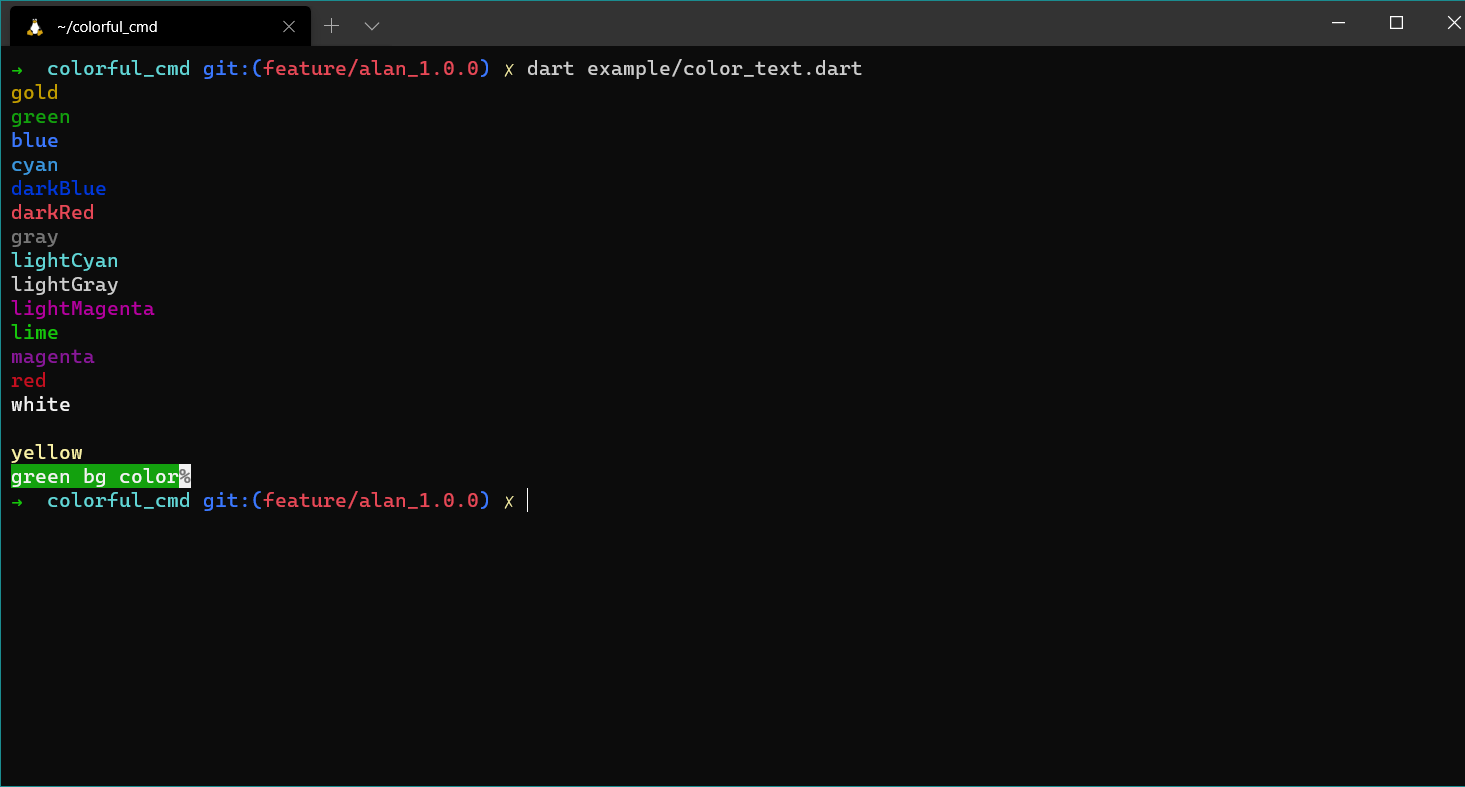 ~/colorful_cmd
→ colorful_cmd git:(feature/alan_1.0.0) ✗ dart example/color_text.dart
gold
green
blue
cyan
darkBlue
darkRed
gray
lightCyan
lightGray
lightMagenta
lime
magenta
red
white
yellow
green bg color%
→ colorful_cmd git:(feature/alan_1.0.0) ✗